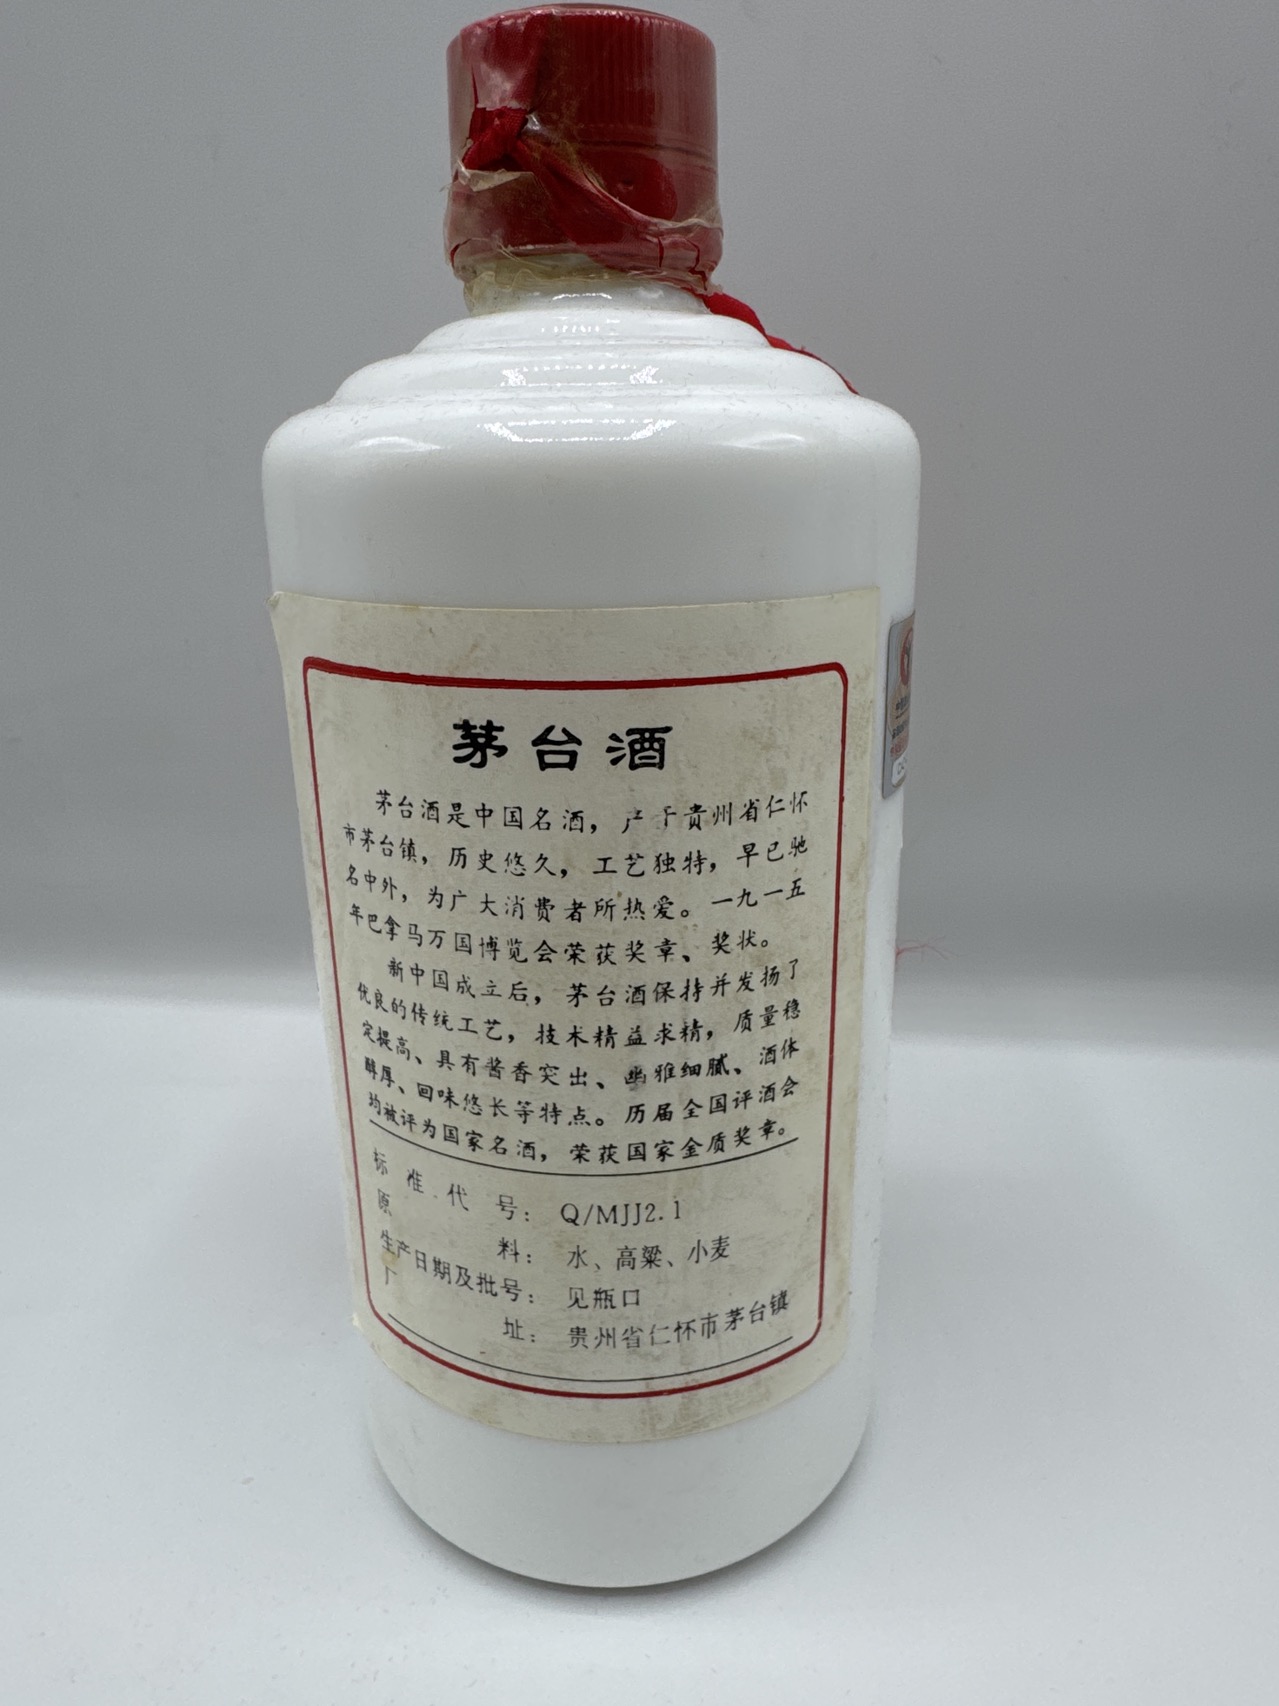 茅台酒
茅台酒是中国名酒，产于贵州省仁怀
市茅台镇，历史悠久，工艺独特，早已驰
名中外，为广大消费者所热爱。一九一五
年巴拿马万国博览会荣获奖章、奖状。
新中国成立后，茅台酒保持并发扬了
优良的传统工艺，技术精益求精，质量稳
定提高、具有酱香突出、幽雅细腻、酒体
醇厚、回味悠长等特点。历届全国评酒会
均被评为国家名酒，荣获国家金质奖章。
标准代号：Q/MJJ2.1
原料：水、高粱、小麦
生产日期及批号：见瓶口
厂址：贵州省仁怀市茅台镇